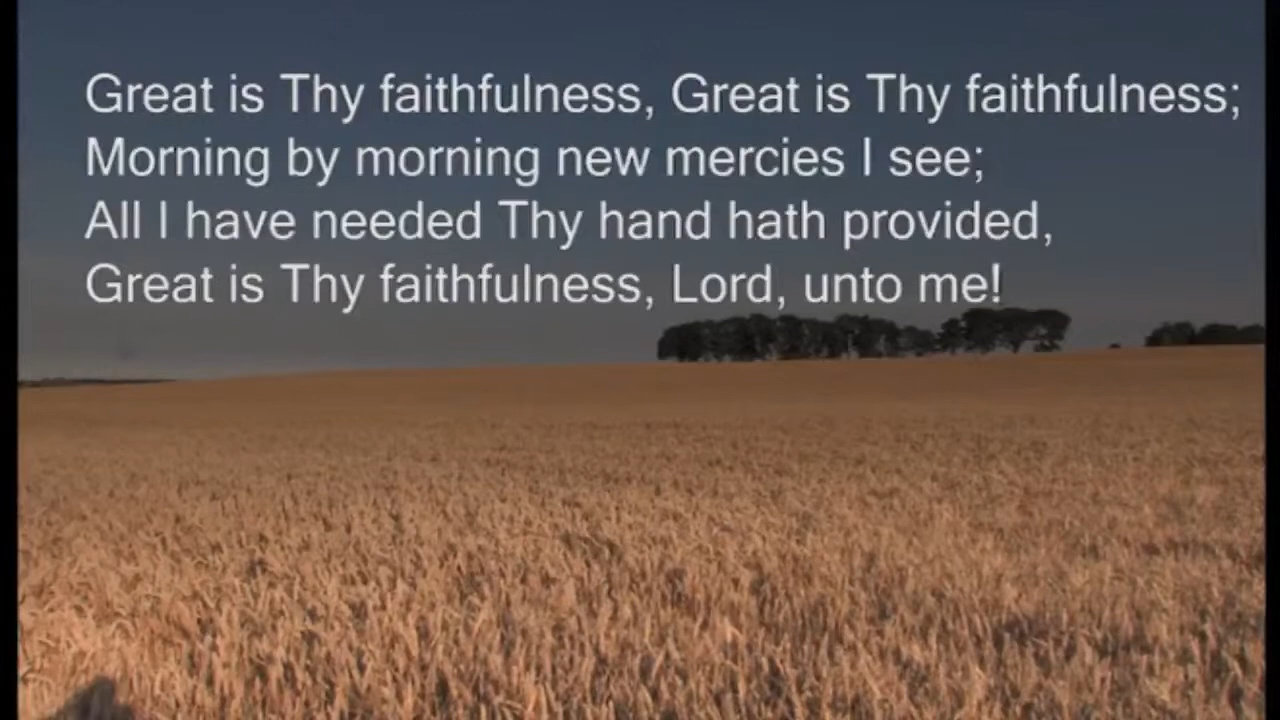 Great is Thy faithfulness, Great is Thy faithfulness;
Morning by morning new mercies I see;
All I have needed Thy hand hath provided,
Great is Thy faithfulness, Lord, unto me!